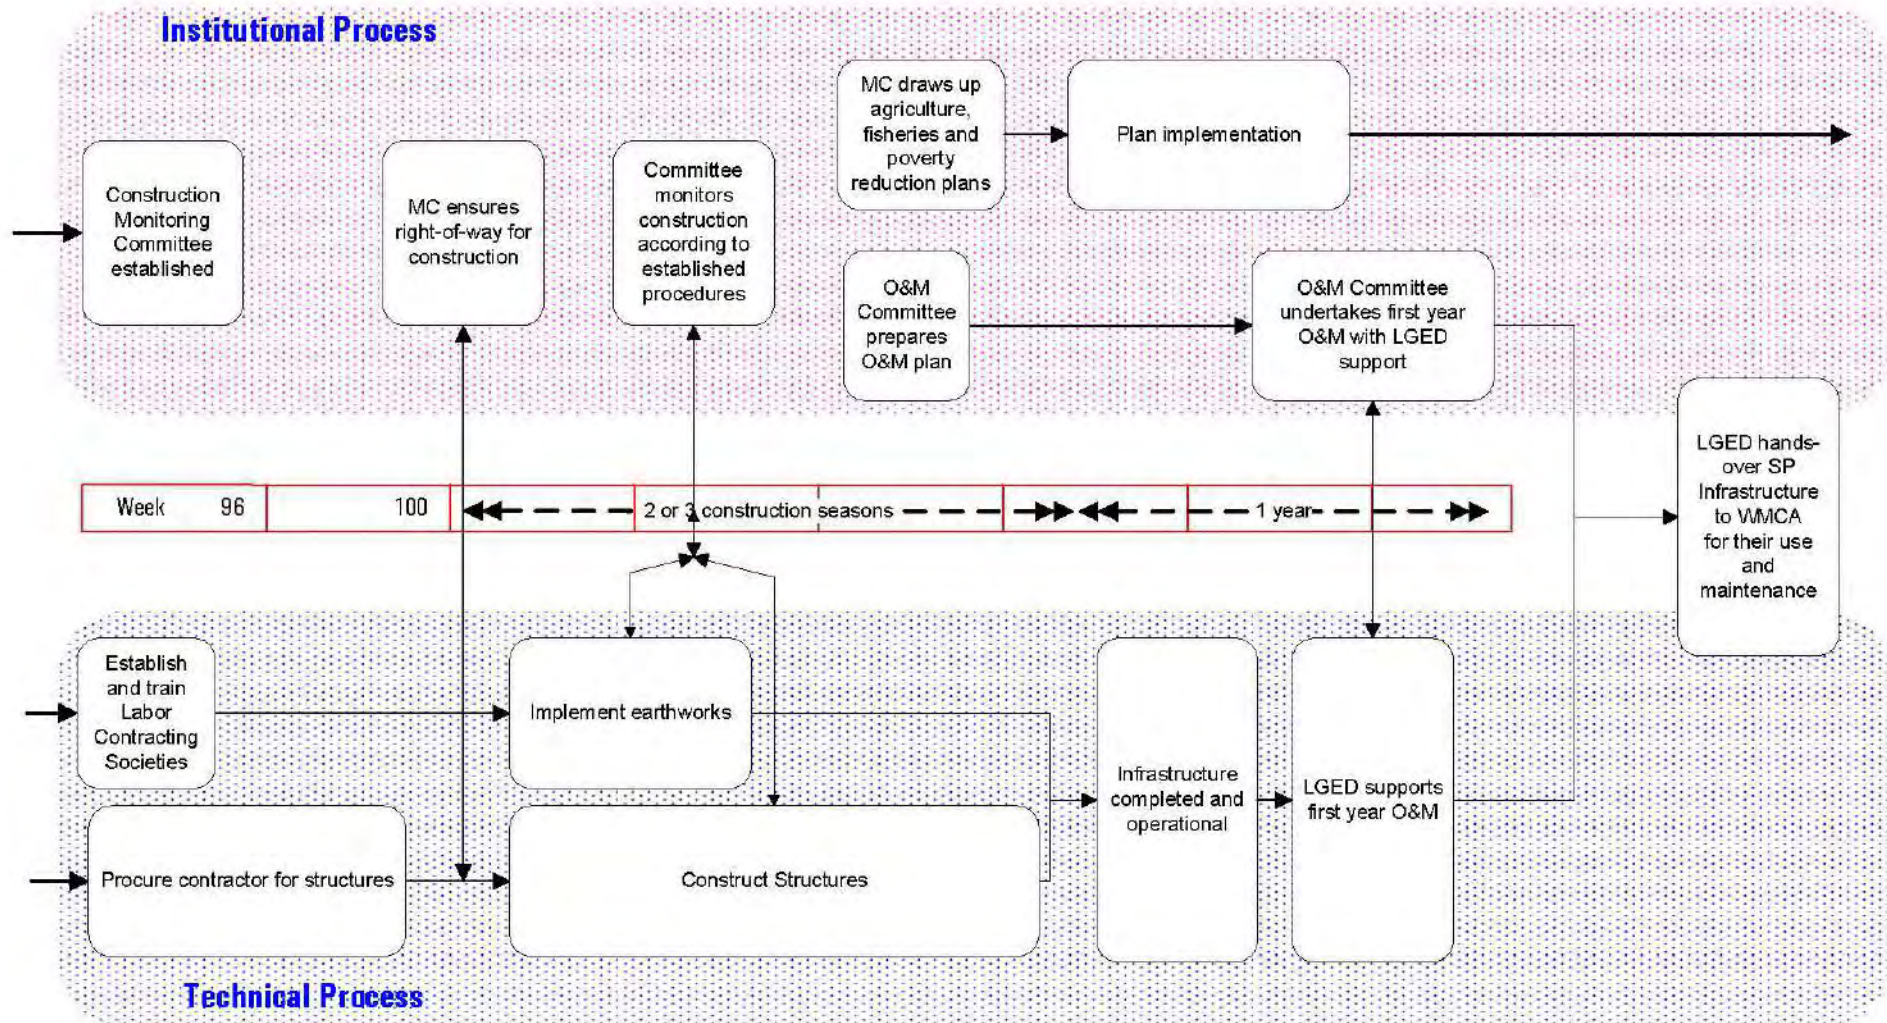 Institutional Process
MC draws up
agriculture,
fisheries and
poverty
reduction plans
Plan implementation
Construction
Monitoring
Committee
established
MC ensures
right-of-way for
construction
Committee
monitors
construction
according to
established
procedures
O&M
Committee
prepares
O&M plan
O&M Committee
undertakes first year
O&M with LGED
support
LGED hands-
over SP
Infrastructure
to WMCA
for their use
and
maintenance
Week 96 100 2 or 3 construction seasons 1 year
Establish
and train
Labor
Contracting
Societies
Implement earthworks
Infrastructure
completed and
operational
LGED supports
first year O&M
Procure contractor for structures
Construct Structures
Technical Process